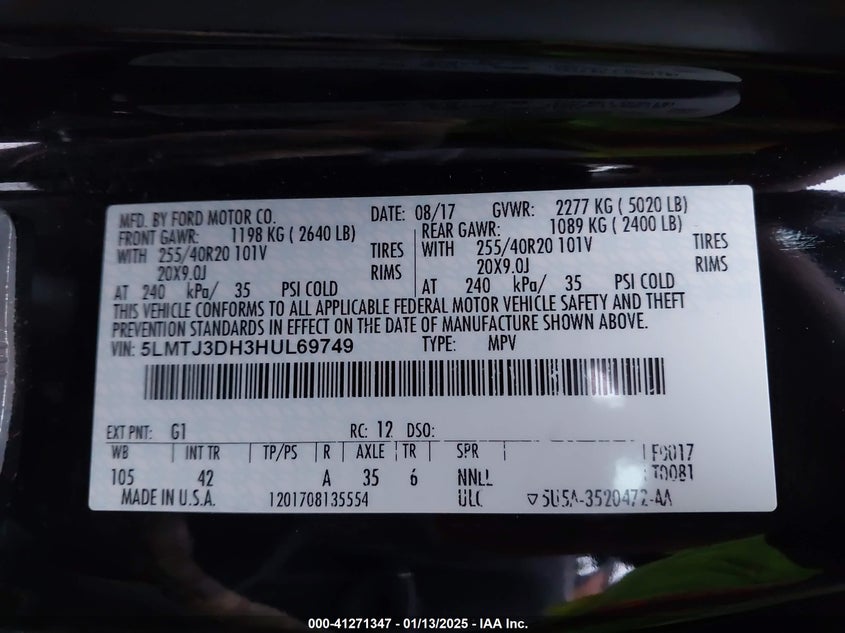 MFD. BY FORD MOTOR CO. DATE: 08/17 GVWR: 2277 KG ( 5020 LB)
FRONT GAWR: 1198 KG ( 2640 LB) REAR GAWR: 1089 KG ( 2400 LB)
WITH 255/40R20 101V TIRES WITH 255/40R20 101V TIRES
20X9.0J RIMS 20X9.0J RIMS
AT 240 kPa/ 35 PSI COLD AT 240 kPa/ 35 PSI COLD
THIS VEHICLE CONFORMS TO ALL APPLICABLE FEDERAL MOTOR VEHICLE SAFETY AND THEFT
PREVENTION STANDARDS IN EFFECT ON THE DATE OF MANUFACTURE SHOWN ABOVE.
VIN: 5LMTJ3DH3HUL69749 TYPE: MPV
EXT PNT: G1 RC: 12 DSO:
WB INT TR TP/PS R AXLE TR SPR F0017
105 42 A 35 6 NNLL T0081
MADE IN U.S.A. 1201708135554 ULC 5U5A-3520472-AA
000-41271347 - 01/13/2025 - IAA Inc.